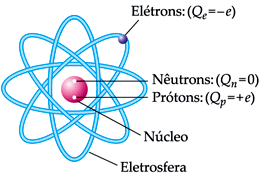 Elétrons: (Qe=−e)
Nêutrons: (Qn=0)
Prótons: (Qp=+e)
Núcleo
Eletrosfera